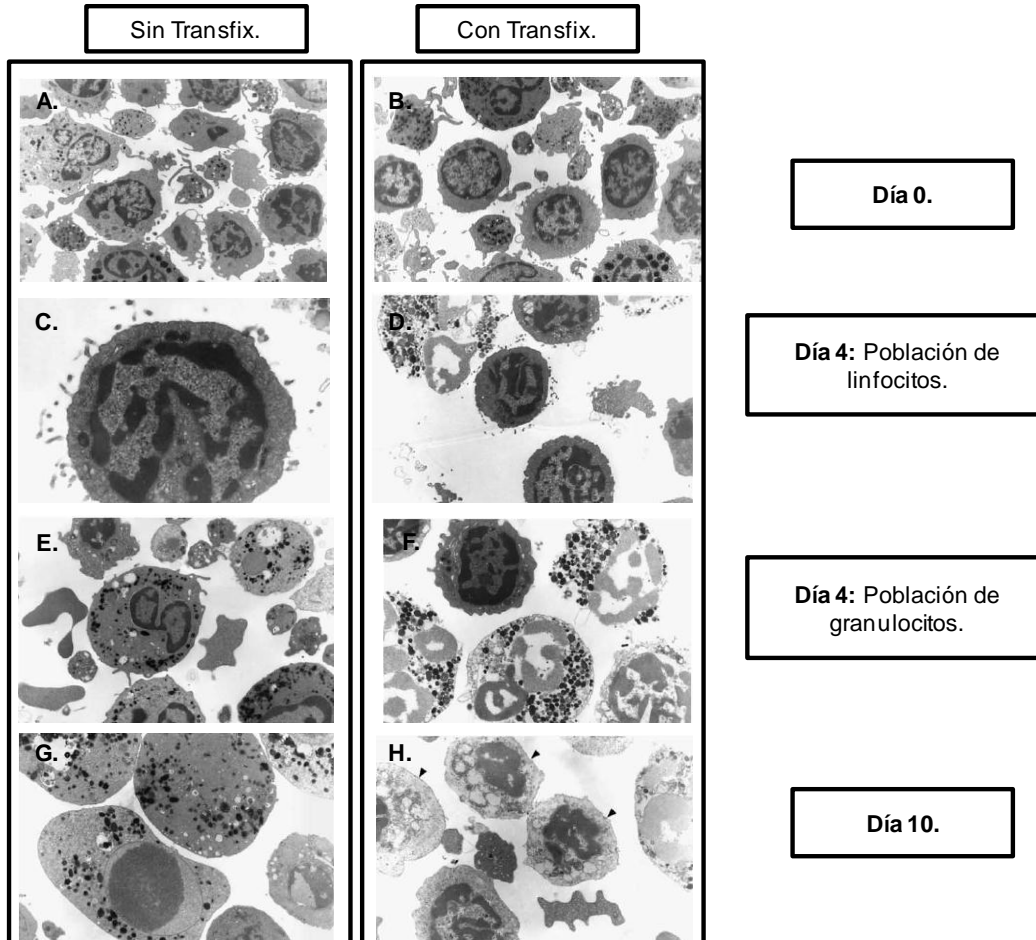 Sin Transfix.
Con Transfix.
A.
B.
Día 0.
C.
D.
Día 4: Población de
linfocitos.
E.
F.
Día 4: Población de
granulocitos.
G.
H.
Día 10.